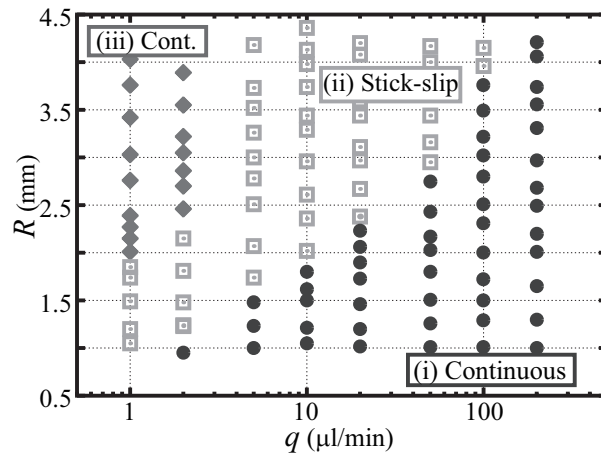 4.5
(iii) Cont.
(ii) Stick-slip
3.5
R (mm)
2.5
1.5
(i) Continuous
0.5
1
10
100
q (μl/min)